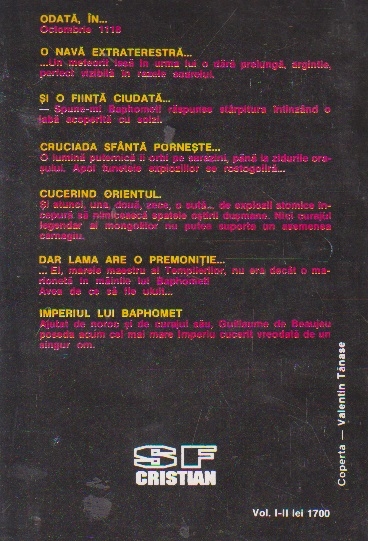 ODATĂ, ÎN...
Octombrie 1118
O NAVĂ EXTRATERESTRĂ...
...Un meteorit lasă în urma lui o dâră prelungă, argintie,
perfect vizibilă în razele soarelui.
ȘI O FIINȚĂ CIUDATĂ...
— Spune-mi Baphomet! răspunse stârpitura întinzând o
labă acoperită cu solzi.
CRUCIADA SFÂNTĂ PORNEȘTE...
O lumină puternică îi orbi pe sarazini, până la zidurile ora-
șului. Apoi tunetele exploziilor se rostogoliră...
CUCERIND ORIENTUL.
Și atunci, una, două, zece, o sută... de explozii atomice în-
cepură să nimicească spatele oștirii dușmane. Nici curajul
legendar al mongolilor nu putea suporta un asemenea
carnagiu.
DAR LAMA ARE O PREMONIȚIE...
... El, marele maestru al Templierilor, nu era decât o ma-
rionetă în mâinile lui Baphomet!
Avea de ce să fie uluit...
IMPERIUL LUI BAPHOMET
Ajutat de noroc și de curajul său, Guillaume de Beaujeu
poseda acum cel mai mare imperiu cucerit vreodată de un
singur om.
Coperta — Valentin Tănase
SF
CRISTIAN
Vol. I-II lei 1700